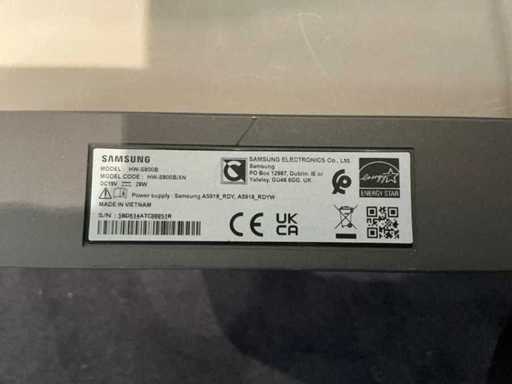 SAMSUNG
MODEL : HW-S800B
MODEL CODE : HW-S800B/XN
DC19V 28W
Power supply : Samsung A5919_RDY, A5919_RDYW
MADE IN VIETNAM
S/N :
SAMSUNG ELECTRONICS Co., Ltd.
Samsung
PO Box 12987, Dublin. IE or
Yateley, GU46 6GG. UK
CE
UK
CA
ENERGY STAR